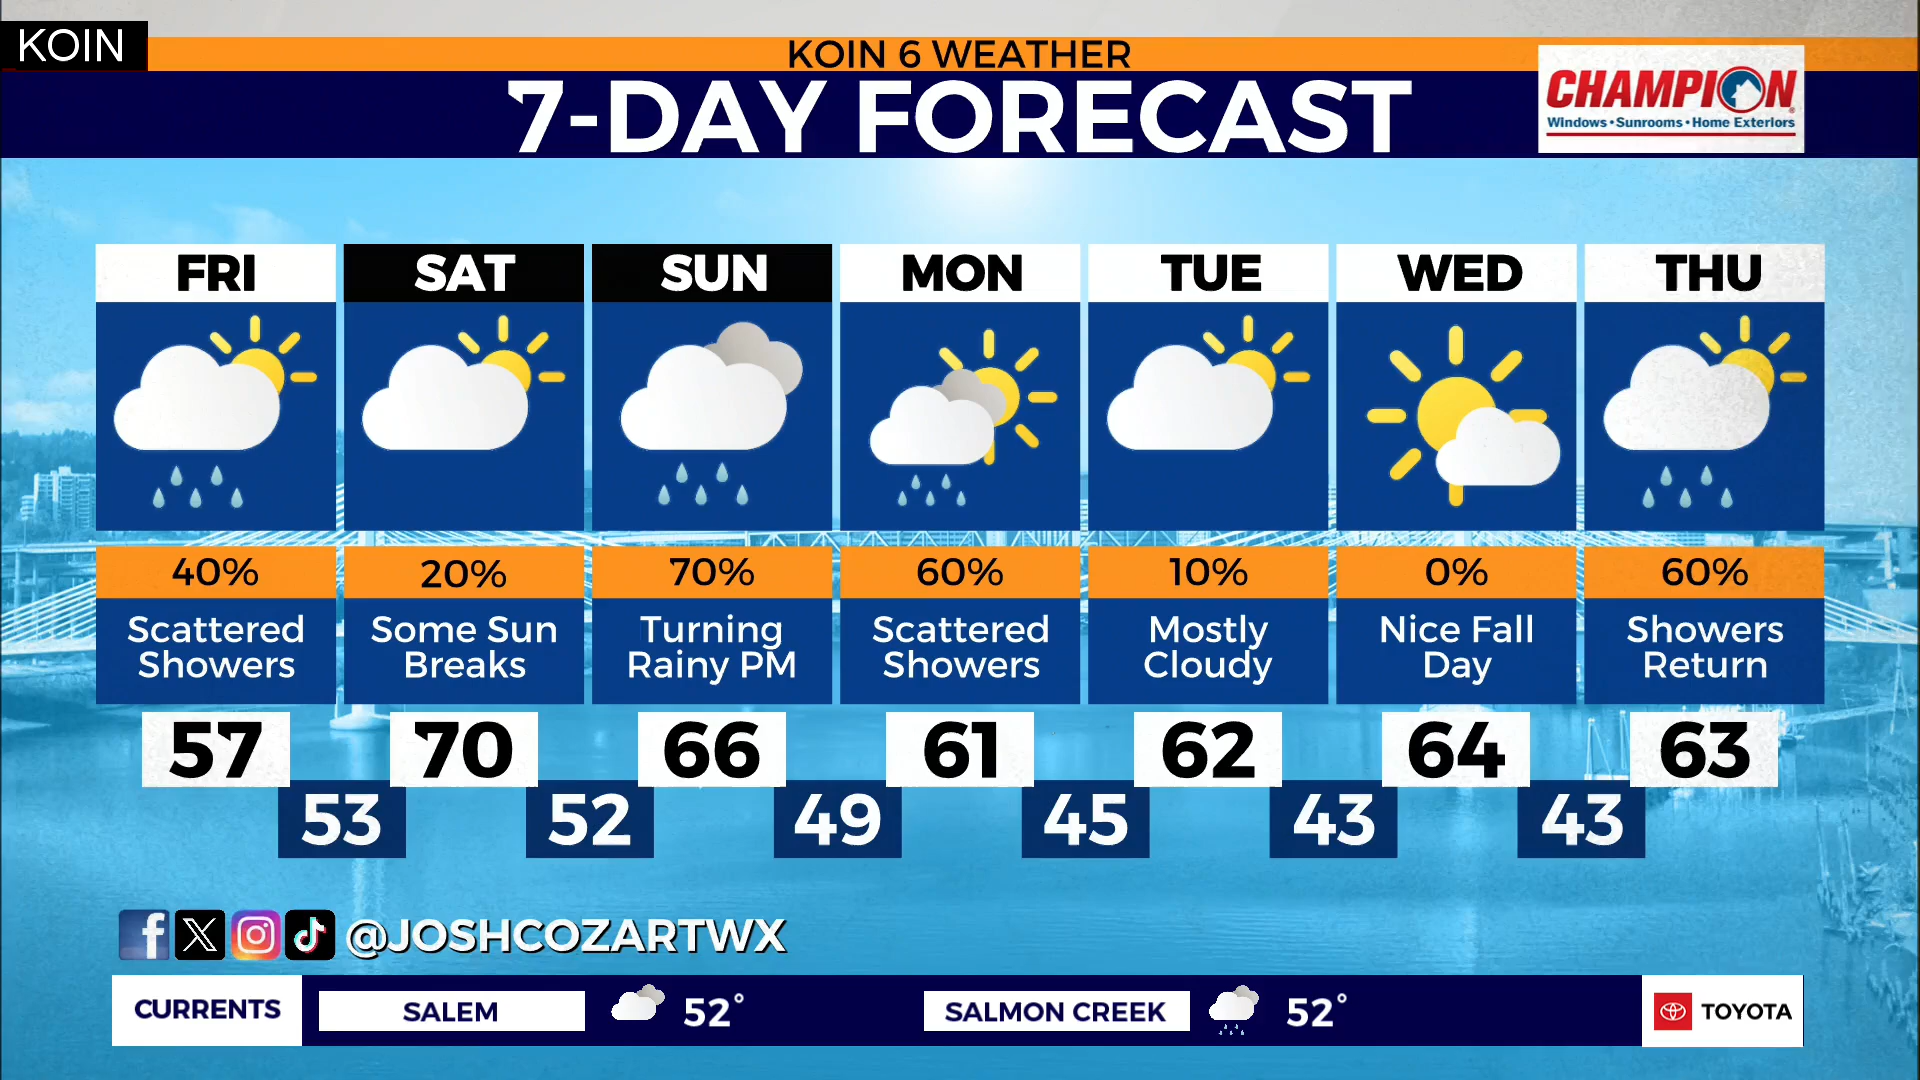 KOIN
KOIN 6 WEATHER
7-DAY FORECAST
CHAMPION
Windows • Sunrooms • Home Exteriors
FRI
SAT
SUN
MON
TUE
WED
THU
40%
20%
70%
60%
10%
0%
60%
Scattered
Showers
Some Sun
Breaks
Turning
Rainy PM
Scattered
Showers
Mostly
Cloudy
Nice Fall
Day
Showers
Return
57
70
66
61
62
64
63
53
52
49
45
43
43
@JOSHCOZARTWX
CURRENTS
SALEM
52°
SALMON CREEK
52°
TOYOTA